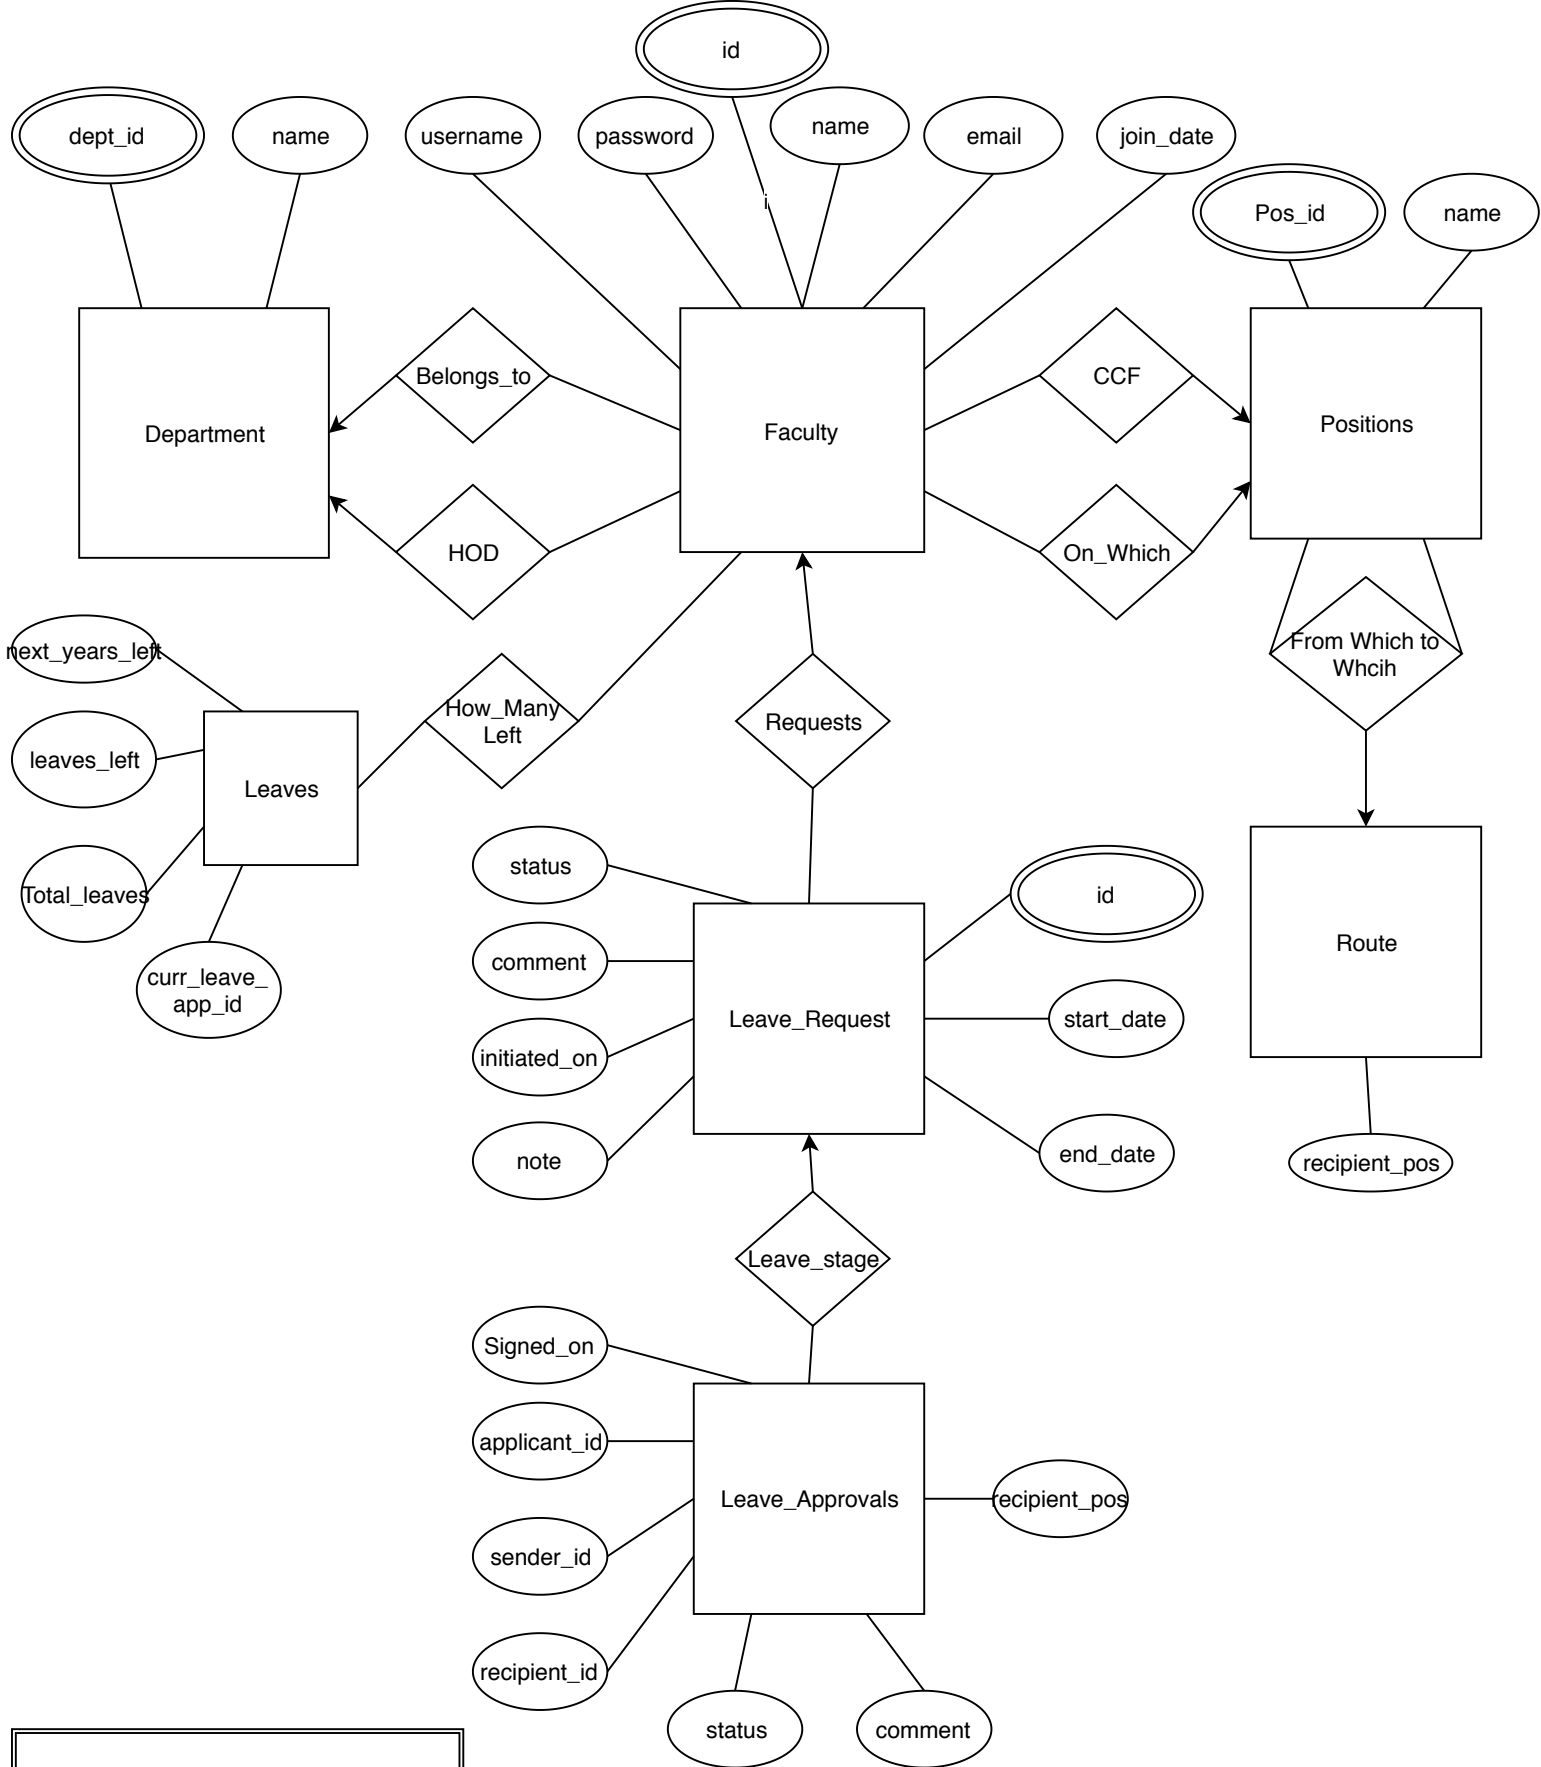 id
dept_id
name
username
password
name
email
join_date
Pos_id
name
i
Belongs_to
CCF
Department
Faculty
Positions
HOD
On_Which
next_years_left
From Which to
Whcih
How_Many
Left
Requests
leaves_left
Leaves
status
Total_leaves
id
comment
Route
curr_leave_
app_id
Leave_Request
start_date
initiated_on
note
end_date
recipient_pos
Leave_stage
Signed_on
applicant_id
Leave_Approvals
recipient_pos
sender_id
recipient_id
status
comment